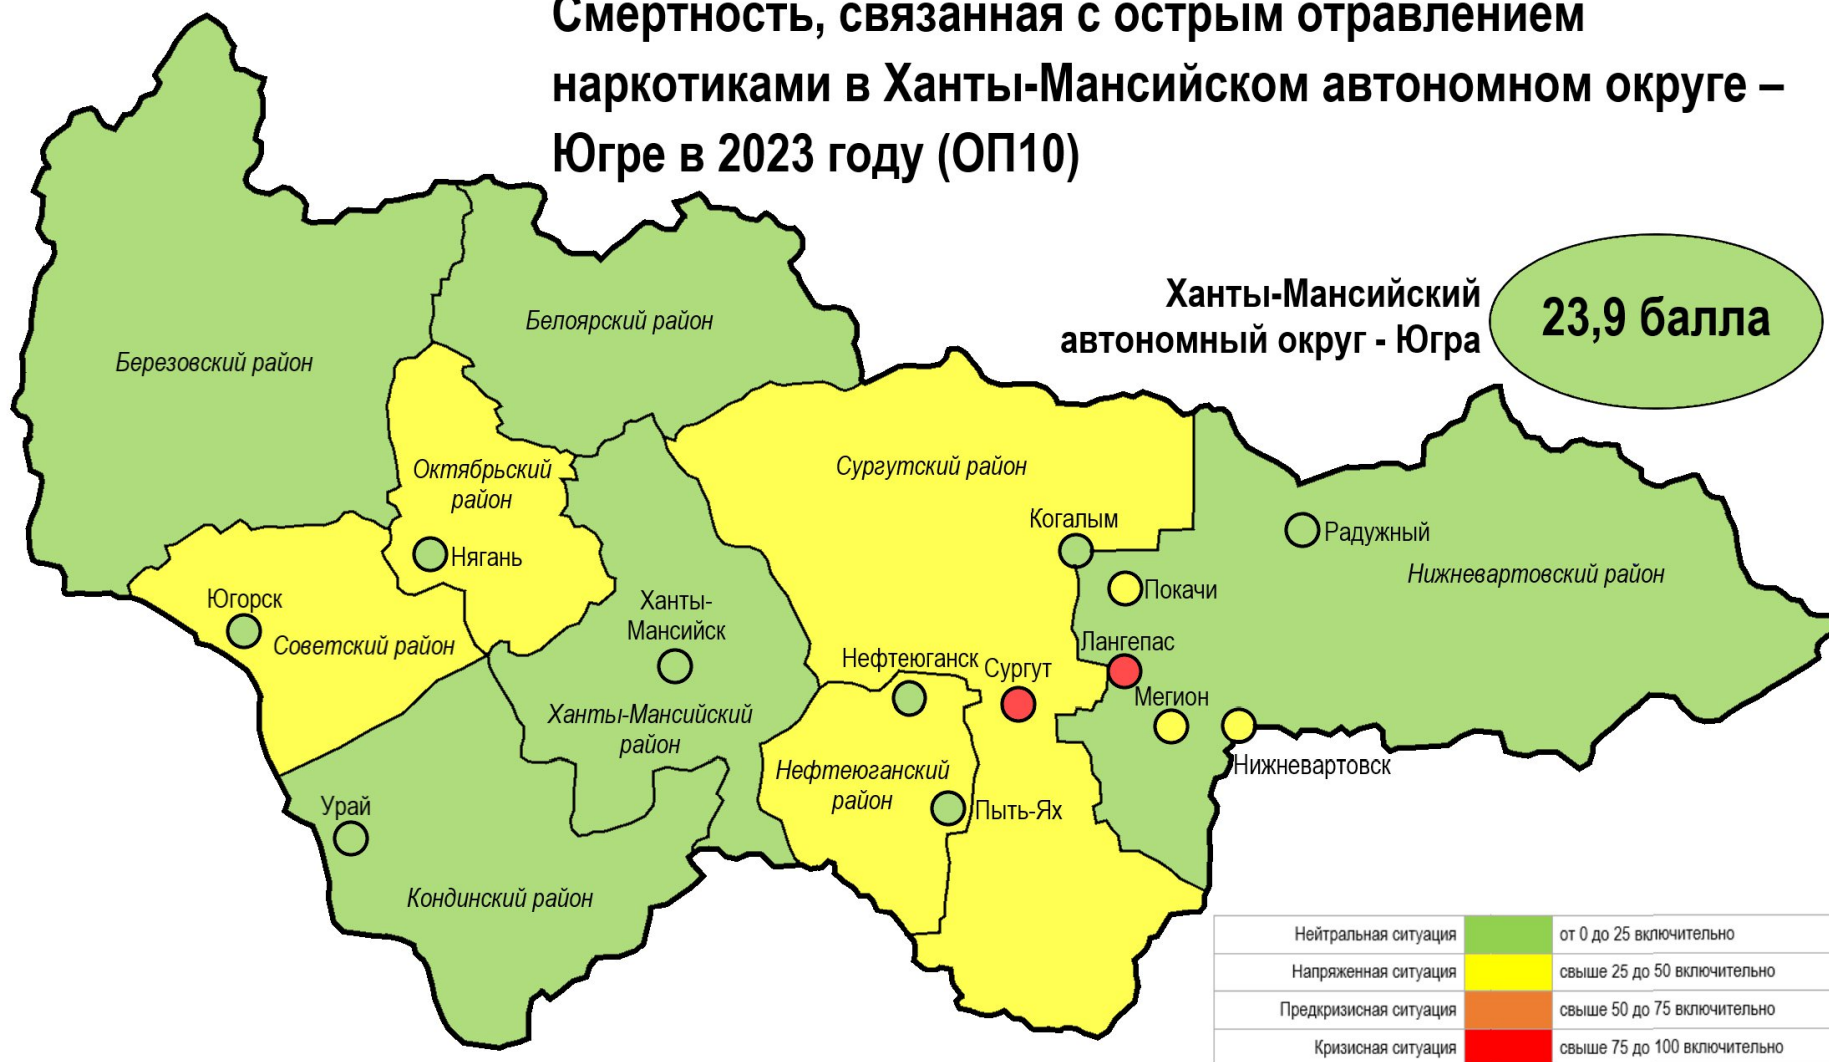 Смертность, связанная с острым отравлением
наркотиками в Ханты-Мансийском автономном округе –
Югре в 2023 году (ОП10)
Ханты-Мансийский
автономный округ - Югра
23,9 балла
Березовский район
Белоярский район
Октябрьский
район
Сургутский район
Когалым
Радужный
Нягань
Нижневартовский район
Покачи
Югорск
Ханты-
Мансийск
Советский район
Лангепас
Нефтеюганск
Сургут
Мегион
Ханты-Мансийский
район
Нижневартовск
Нефтеюганский
район
Урай
Пыть-Ях
Кондинский район
Нейтральная ситуация от 0 до 25 включительно
Напряженная ситуация свыше 25 до 50 включительно
Предкризисная ситуация свыше 50 до 75 включительно
Кризисная ситуация свыше 75 до 100 включительно